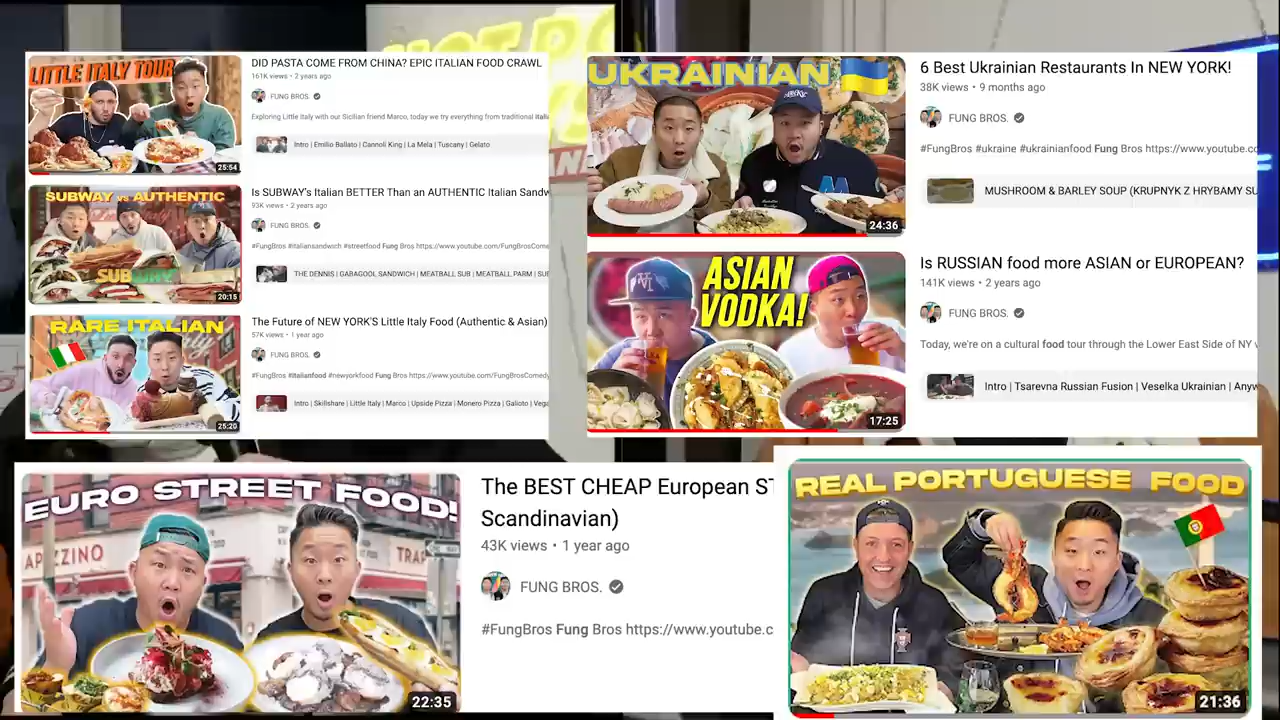 LITTLE ITALY TOUR
25:54
DID PASTA COME FROM CHINA? EPIC ITALIAN FOOD CRAWL
161K views • 2 years ago
FUNG BROS.
Exploring Little Italy with our Sicilian friend Marco, today we try everything from traditional Itali
Intro | Emilio Ballato | Cannoli King | La Mela | Tuscany | Gelato
SUBWAY vs AUTHENTIC
SUBWAY
20:15
Is SUBWAY's Italian BETTER Than an AUTHENTIC Italian Sandw
93K views • 2 years ago
FUNG BROS.
#FungBros #italiansandwich #streetfood Fung Bros https://www.youtube.com/FungBrosCome
THE DENNIS | GABAGOOL SANDWICH | MEATBALL SUB | MEATBALL PARM | SUB
RARE ITALIAN
25:20
The Future of NEW YORK'S Little Italy Food (Authentic & Asian)
57K views • 1 year ago
FUNG BROS.
#FungBros #italianfood #newyorkfood Fung Bros https://www.youtube.com/FungBrosComedy
Intro | Skillshare | Little Italy | Marco | Upside Pizza | Monero Pizza | Galioto | Vega
UKRAINIAN
24:36
6 Best Ukrainian Restaurants In NEW YORK!
38K views • 9 months ago
FUNG BROS.
#FungBros #ukraine #ukrainianfood Fung Bros https://www.youtube.co
MUSHROOM & BARLEY SOUP (KRUPNYK Z HRYBAMY SU
ASIAN
VODKA!
17:25
Is RUSSIAN food more ASIAN or EUROPEAN?
141K views • 2 years ago
FUNG BROS.
Today, we're on a cultural food tour through the Lower East Side of NY
Intro | Tsarevna Russian Fusion | Veselka Ukrainian | Anyw
EURO STREET FOOD!
22:35
The BEST CHEAP European ST
Scandinavian)
43K views • 1 year ago
FUNG BROS.
#FungBros Fung Bros https://www.youtube.c
REAL PORTUGUESE FOOD
21:36